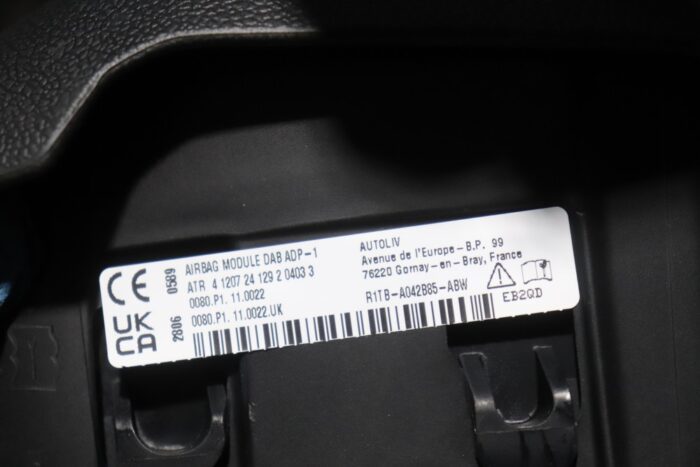 CE 0589
UK
CA 2806
AIRBAG MODULE DAB ADP-1
ATR 4 1207 24 129 2 0403 3
0080.P1. 11.0022
0080.P1. 11.0022.UK
AUTOLIV
Avenue de l'Europe - B.P. 99
76220 Gornay-en-Bray, France
R1TB-A042B85-ABW
EB2QD